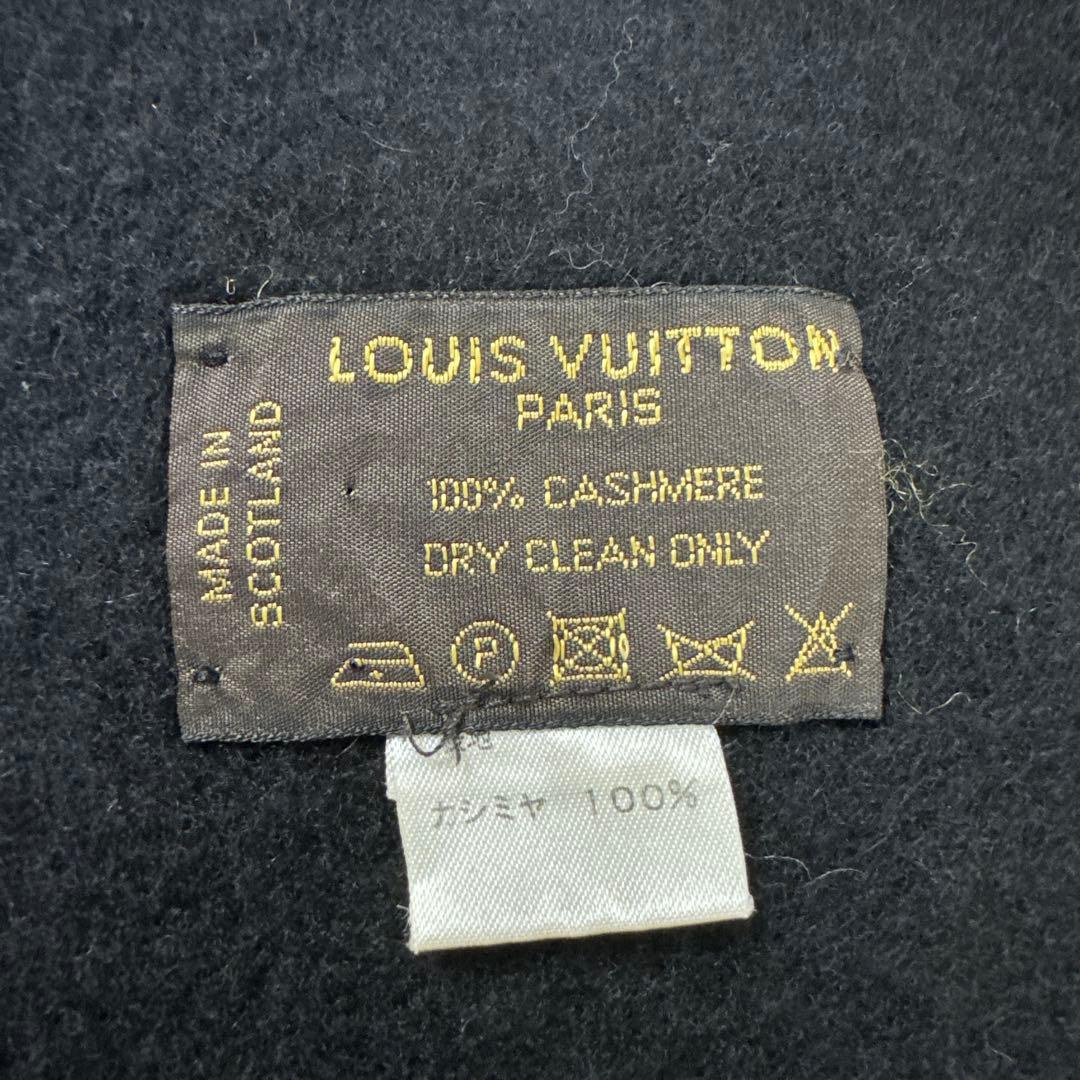 LOUIS VUITTON
PARIS
MADE IN
SCOTLAND
100% CASHMERE
DRY CLEAN ONLY
P
カシミヤ 100%